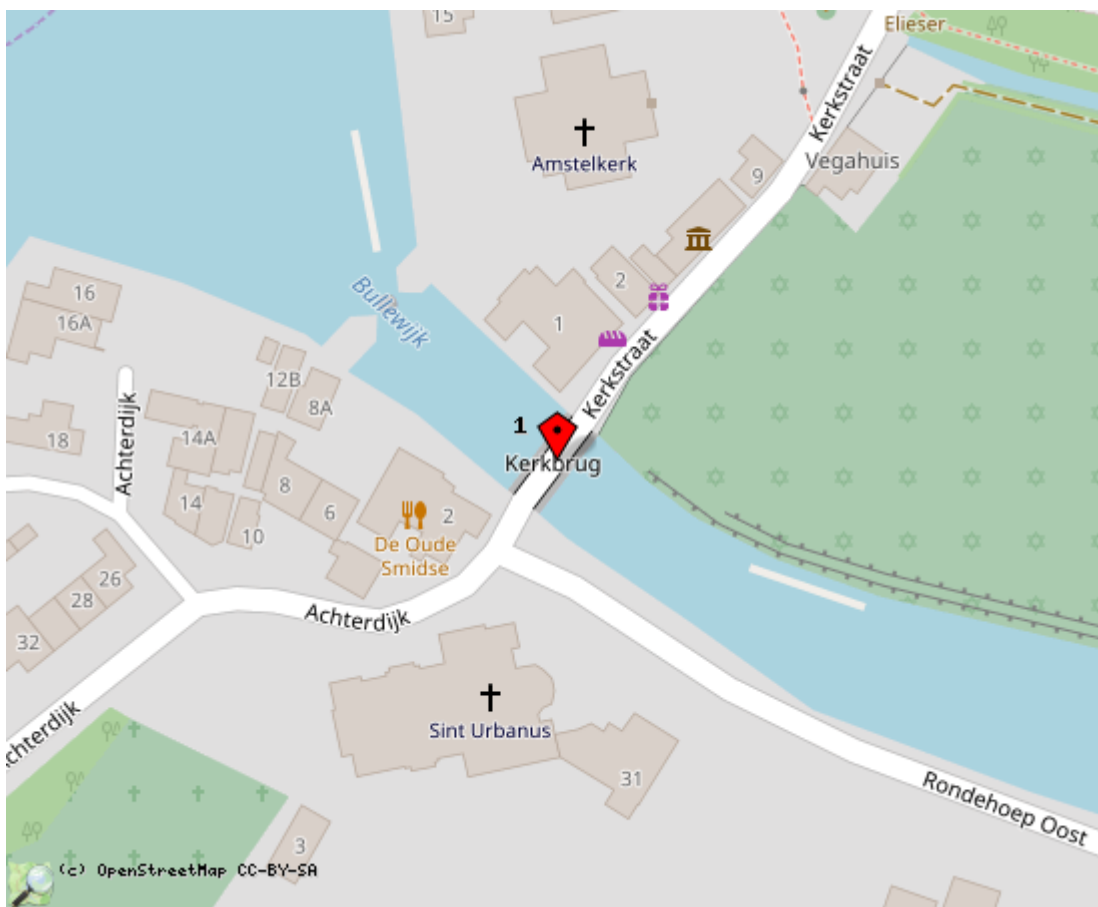 15
Elieser
Kerkstraat
Amstelkerk
Vegahuis
9
2
1
Bullewijk
Kerkstraat
16
16A
12B
8A
Achterdijk
18
14A
1
Kerkbrug
8
14
6
2
10
De Oude
Smidse
26
28
32
Achterdijk
Sint Urbanus
Achterdijk
31
Rondehoep Oost
3
(c) OpenStreetMap CC-BY-SA